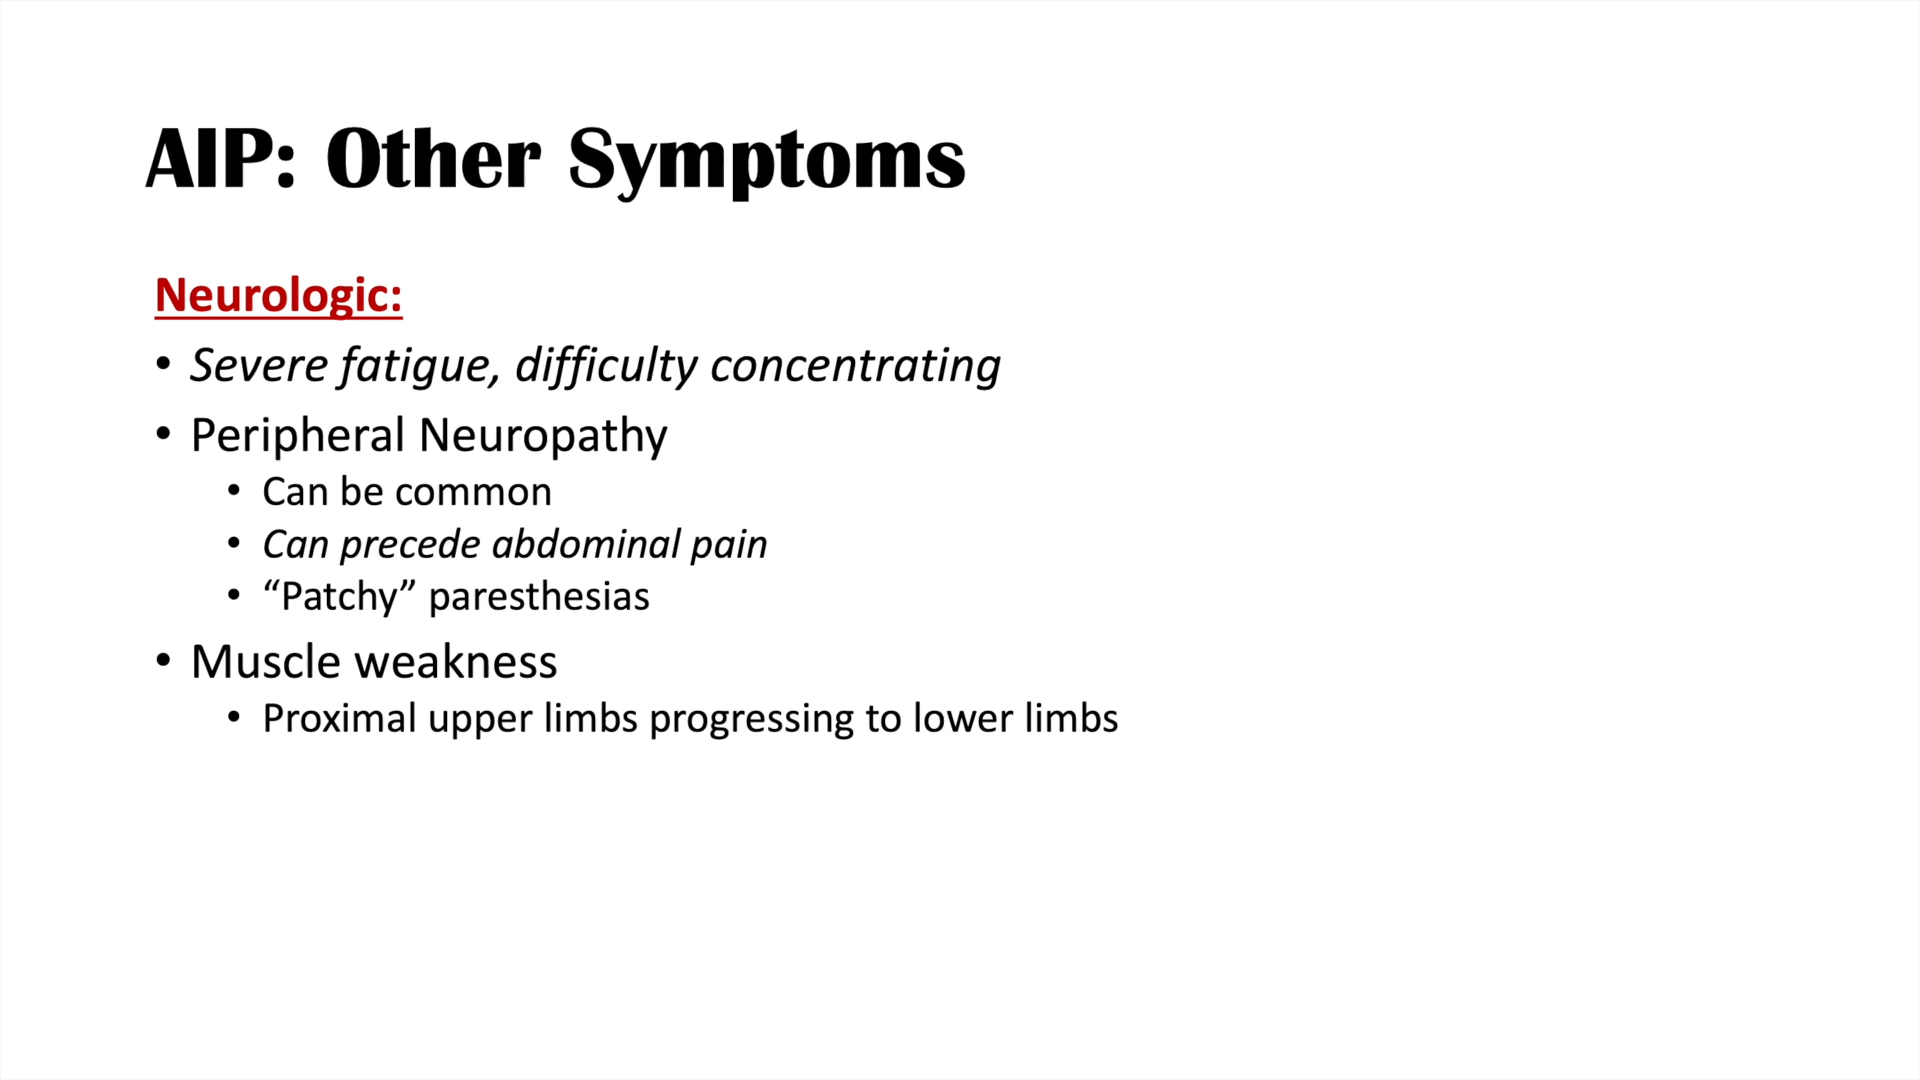 AIP: Other Symptoms
Neurologic:
• Severe fatigue, difficulty concentrating
• Peripheral Neuropathy
• Can be common
• Can precede abdominal pain
• “Patchy” paresthesias
• Muscle weakness
• Proximal upper limbs progressing to lower limbs